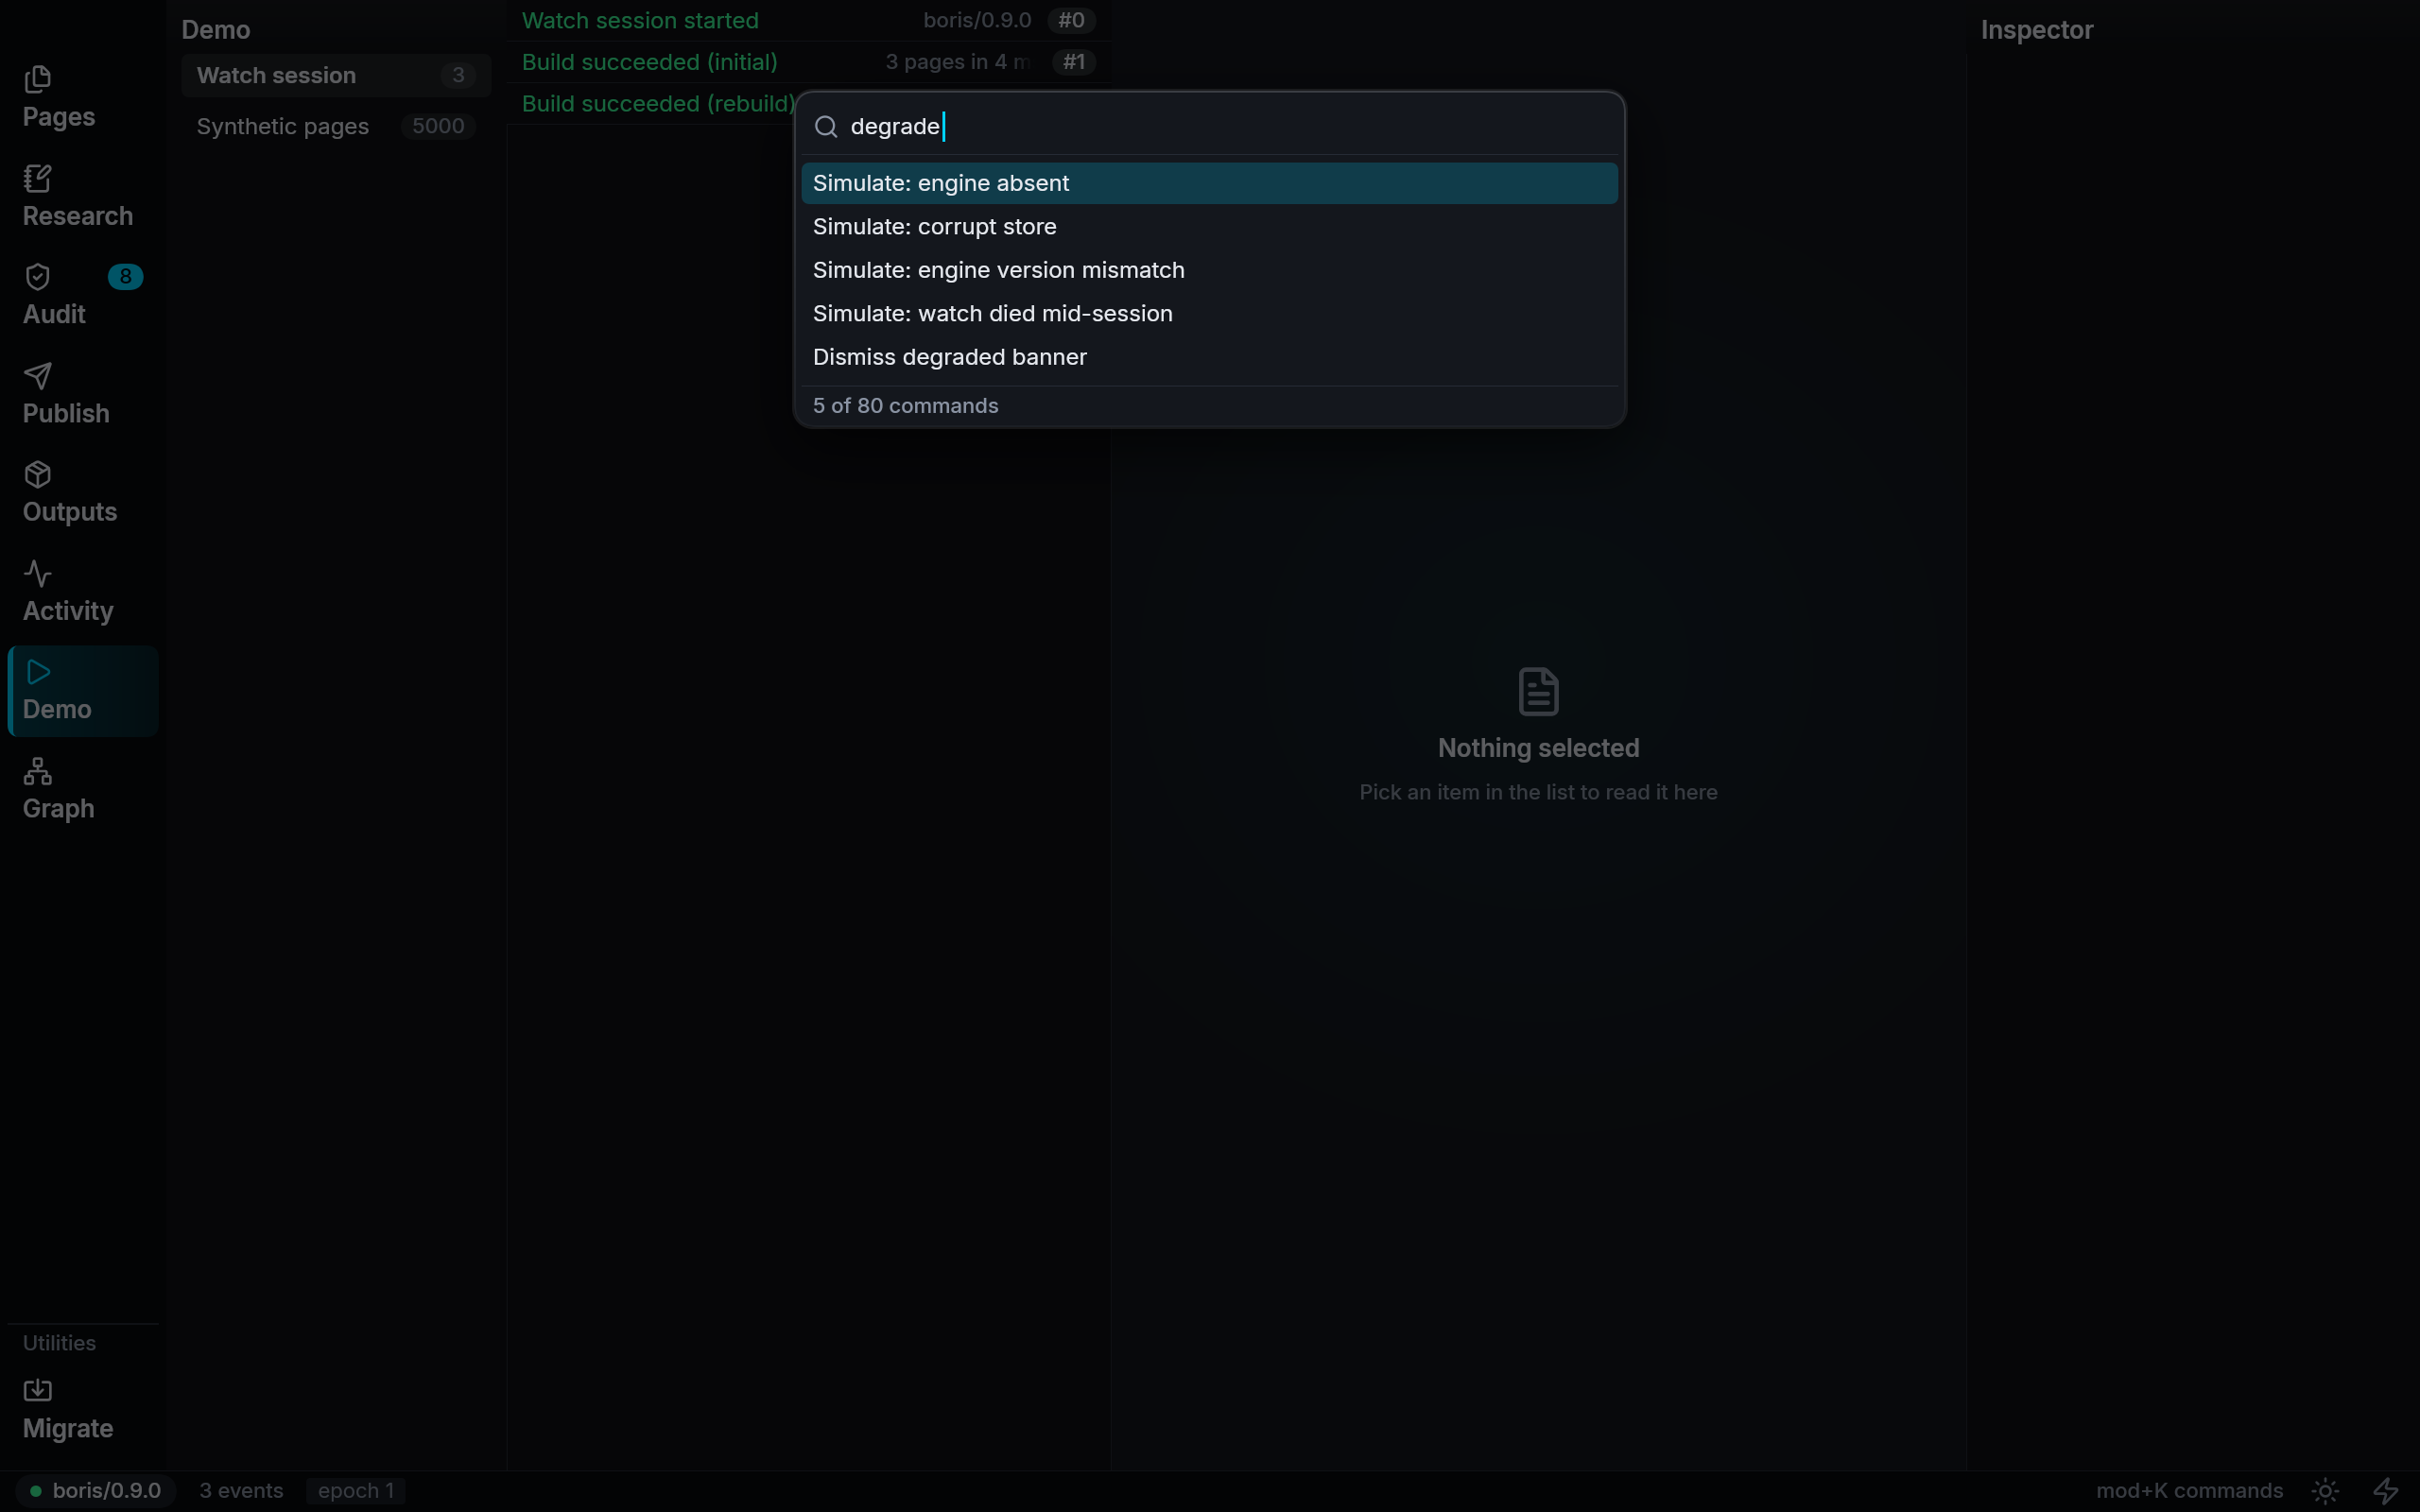 Pages
Research
8
Audit
Publish
Outputs
Activity
Demo
Graph
Utilities
Migrate
Demo
Watch session 3
Synthetic pages 5000
Watch session started boris/0.9.0 #0
Build succeeded (initial) 3 pages in 4 m #1
Build succeeded (rebuild)
degrade
Simulate: engine absent
Simulate: corrupt store
Simulate: engine version mismatch
Simulate: watch died mid-session
Dismiss degraded banner
5 of 80 commands
Nothing selected
Pick an item in the list to read it here
Inspector
boris/0.9.0 3 events epoch 1 mod+K commands